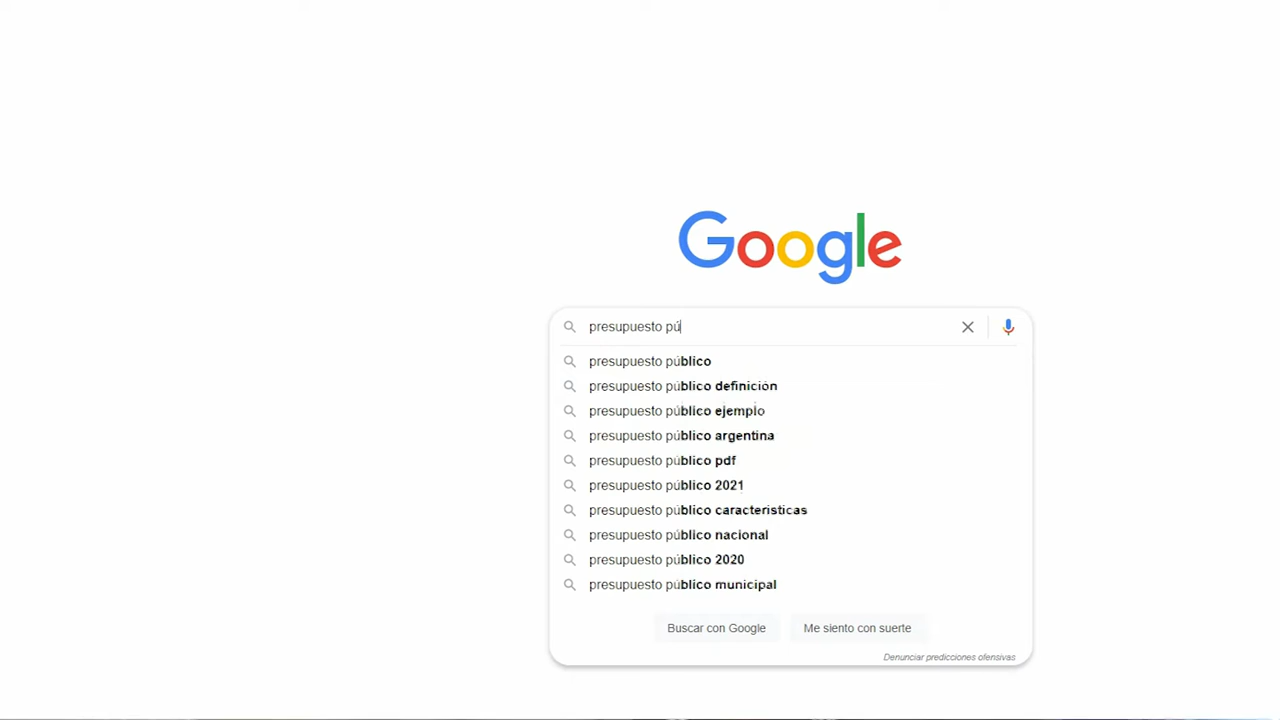 Google
presupuesto pú
presupuesto público
presupuesto público definición
presupuesto público ejemplo
presupuesto público argentina
presupuesto público pdf
presupuesto público 2021
presupuesto público características
presupuesto público nacional
presupuesto público 2020
presupuesto público municipal
Buscar con Google
Me siento con suerte
Denunciar predicciones ofensivas